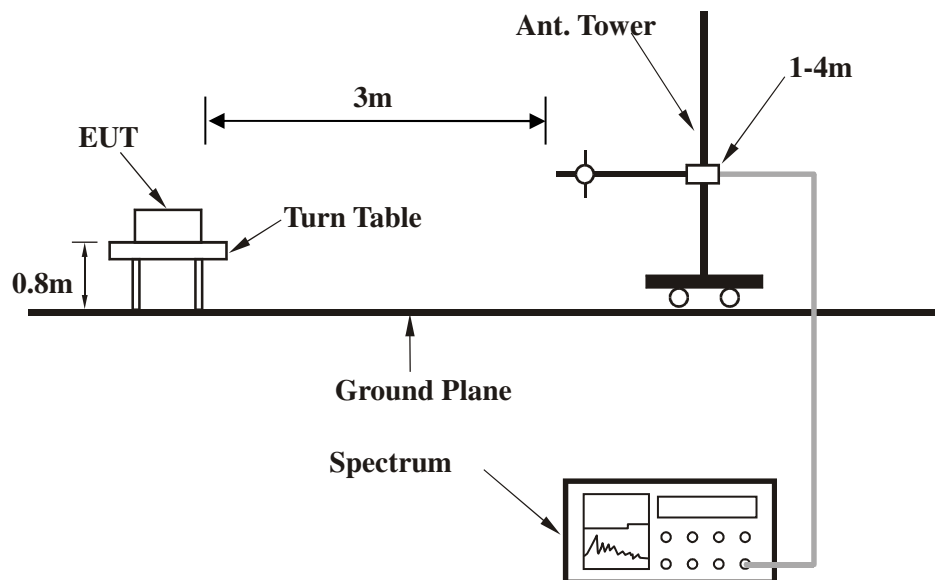 Ant. Tower
1-4m
3m
EUT
Turn Table
0.8m
Ground Plane
Spectrum